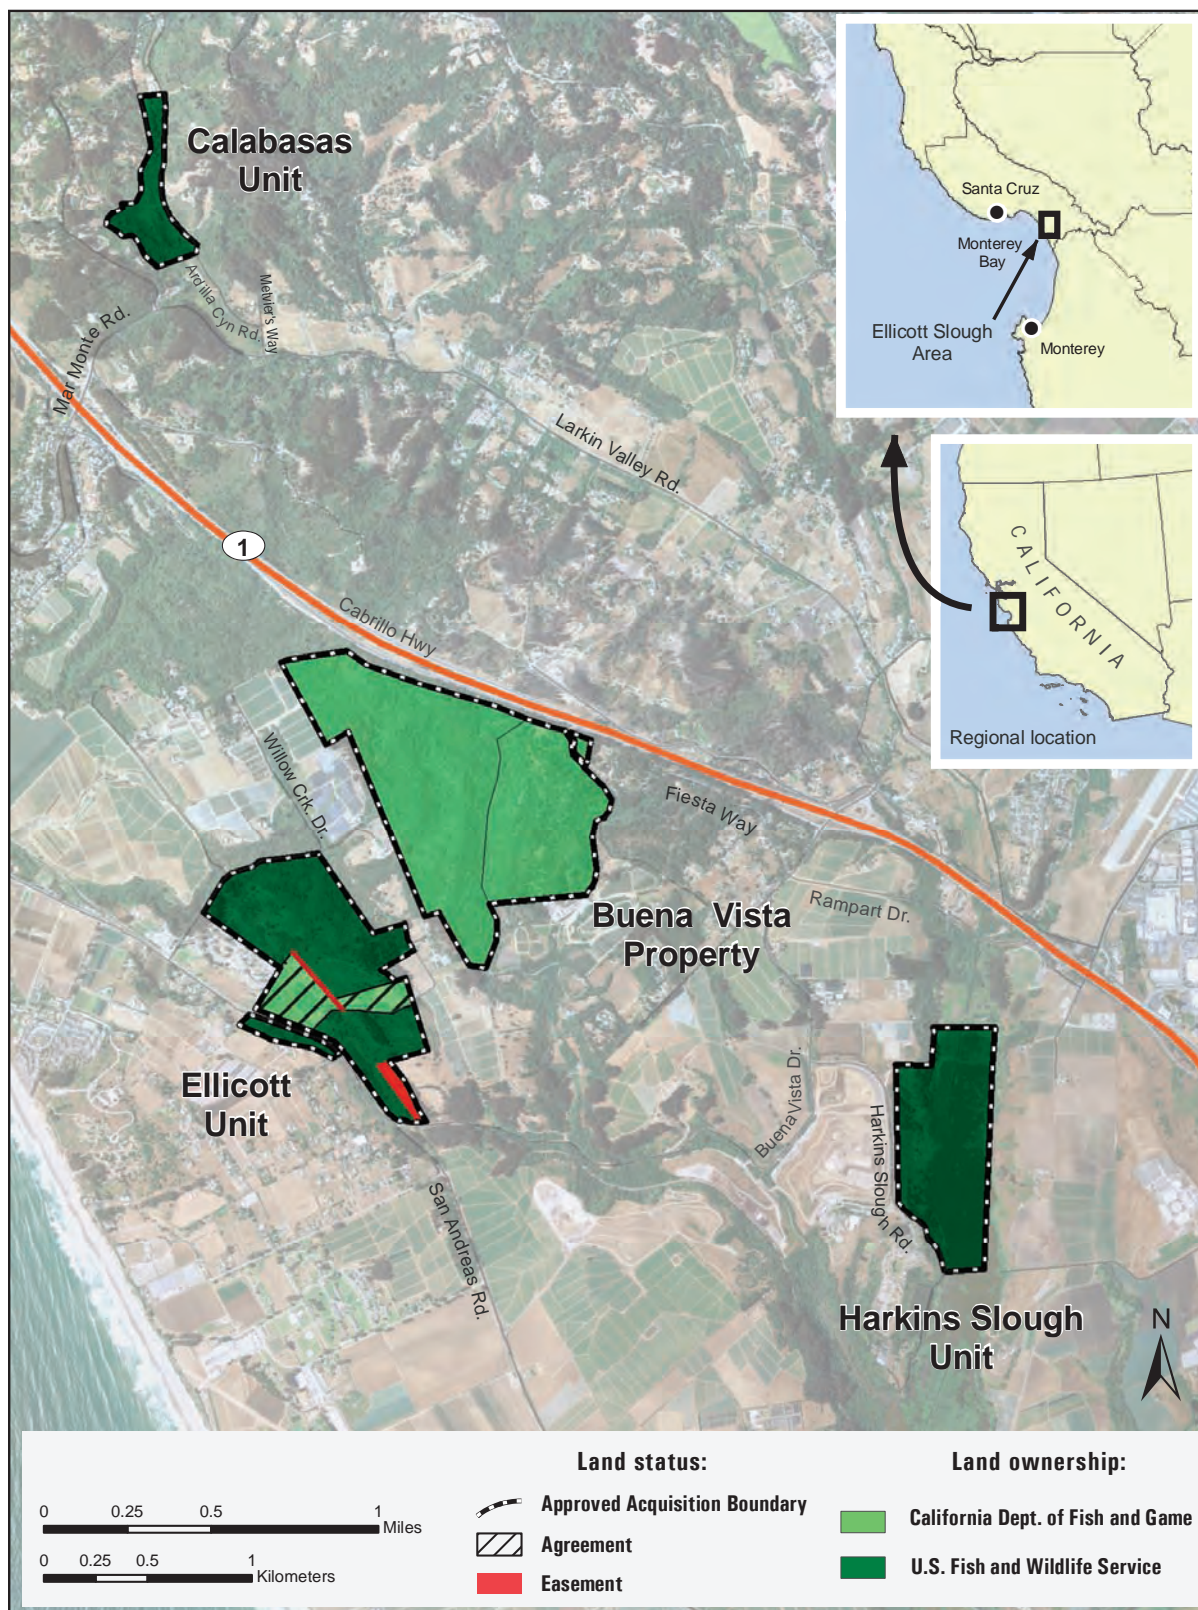 Calabasas
Unit
Santa Cruz
Monterey
Bay
Ellicott Slough
Area
Monterey
Ardilla Cyn Rd.
Metvier's Way
Mar Monte Rd.
Larkin Valley Rd.
1
Cabrillo Hwy
CALIFORNIA
Regional location
Willow Crk. Dr.
Fiesta Way
Rampart Dr.
Buena Vista
Property
Ellicott
Unit
Buena Vista Dr.
Harkins Slough Rd.
San Andreas Rd.
Harkins Slough
Unit
N
Land status:
Land ownership:
0 0.25 0.5 1
Miles
0 0.25 0.5 1
Kilometers
Approved Acquisition Boundary
Agreement
Easement
California Dept. of Fish and Game
U.S. Fish and Wildlife Service